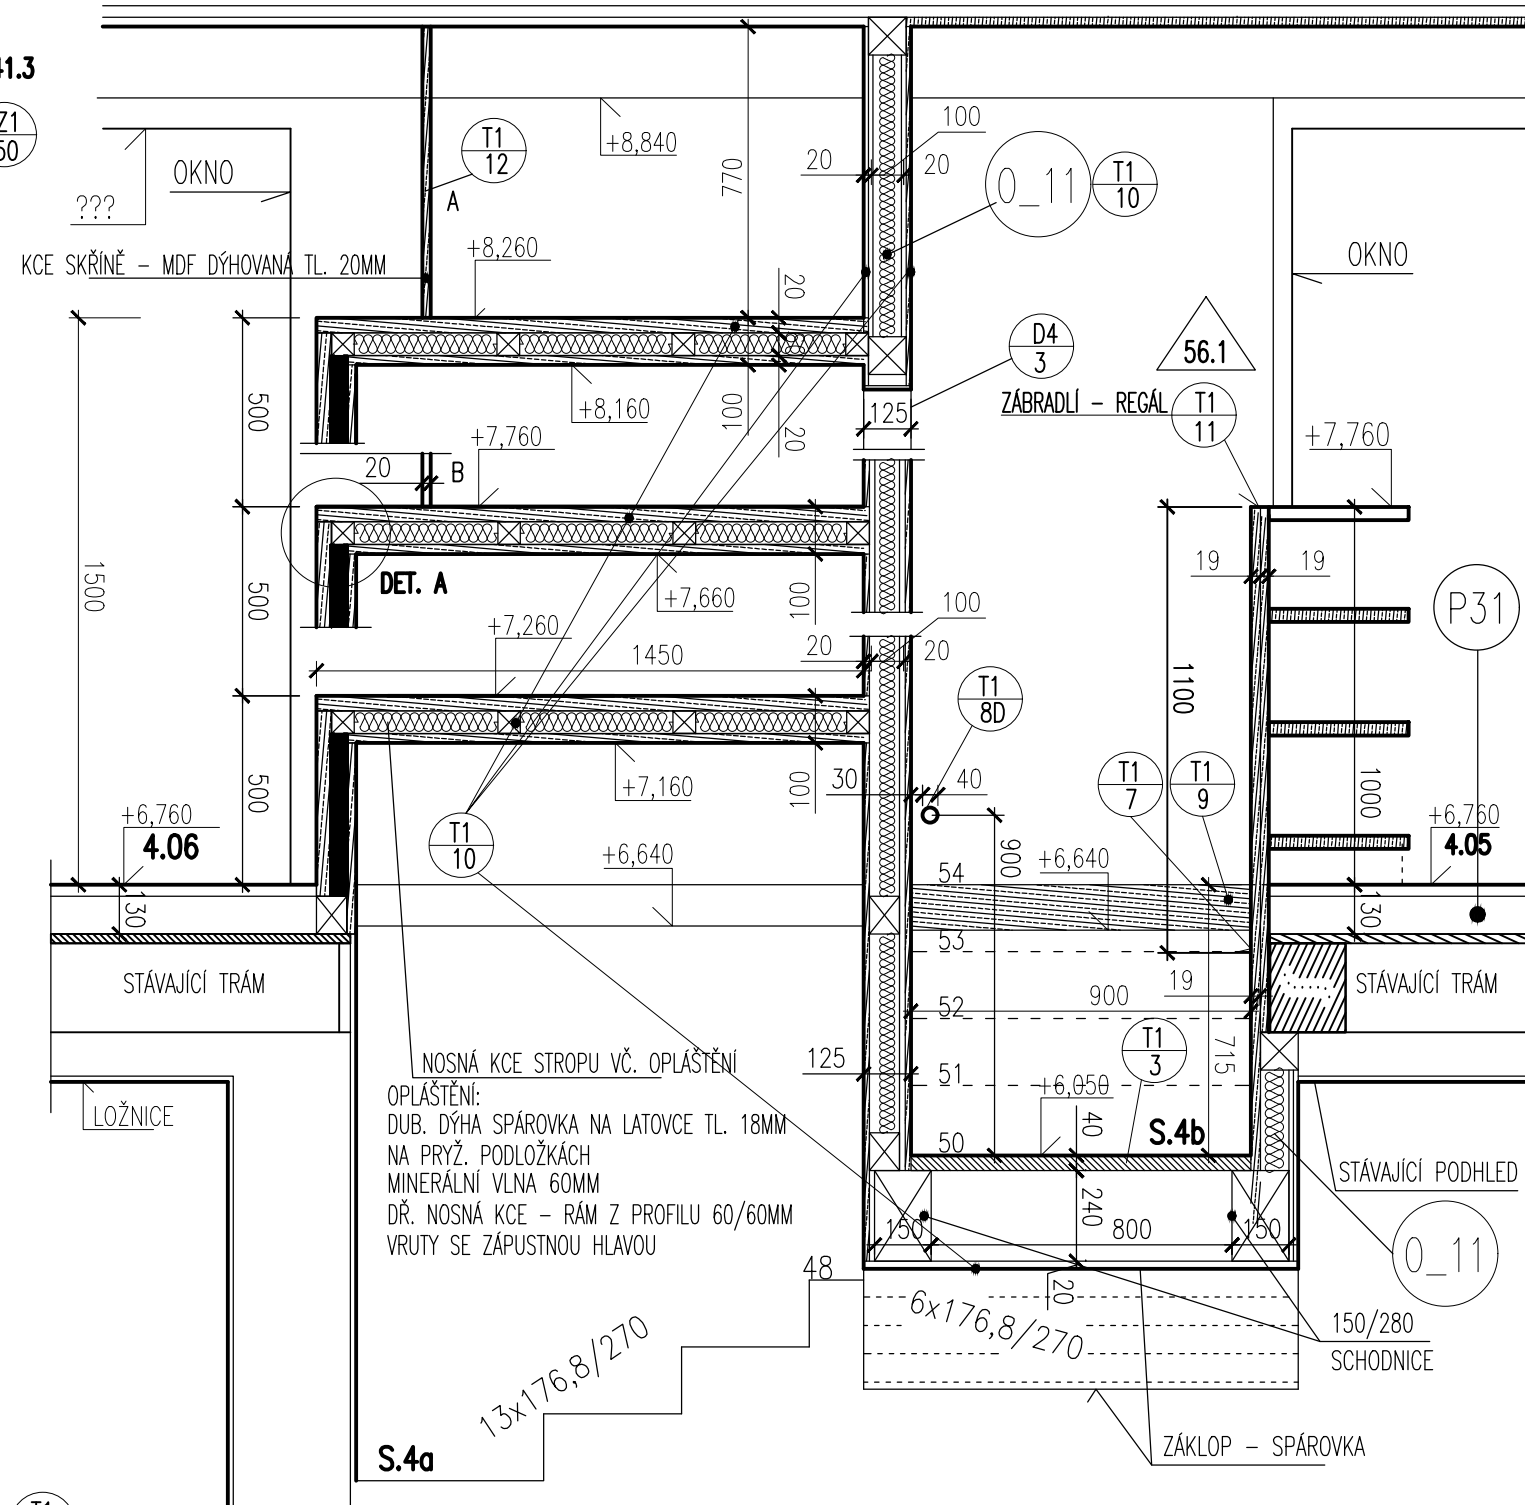 41.3
Z1
50
OKNO
???
T1
12
A
+8,840
770
100
20
20
0_11
T1
10
KCE SKŘÍNĚ – MDF DÝHOVANÁ TL. 20MM
+8,260
OKNO
20
60
20
100
D4
3
56.1
ZÁBRADLÍ – REGÁL
T1
11
500
+8,160
125
+7,760
+7,760
20
B
1500
500
DET. A
+7,660
100
19
19
P31
+7,260
1450
100
20
20
1100
T1
8D
500
+7,160
100
30
40
T1
7
T1
9
1000
+6,760
4.06
T1
10
+6,640
900
+6,640
+6,760
4.05
54
130
130
53
STÁVAJÍCÍ TRÁM
19
STÁVAJÍCÍ TRÁM
900
52
T1
3
715
NOSNÁ KCE STROPU VČ. OPLÁŠTĚNÍ
125
51
+6,050
LOŽNICE
OPLÁŠTĚNÍ:
DUB. DÝHA SPÁROVKA NA LATOVCE TL. 18MM
NA PRYŽ. PODLOŽKÁCH
MINERÁLNÍ VLNA 60MM
DŘ. NOSNÁ KCE – RÁM Z PROFILU 60/60MM
VRUTY SE ZÁPUSTNOU HLAVOU
50
40
S.4b
STÁVAJÍCÍ PODHLED
240
150
800
150
0_11
48
20
6x176,8/270
150/280
SCHODNICE
13x176,8/270
S.4a
ZÁKLOP – SPÁROVKA
T1